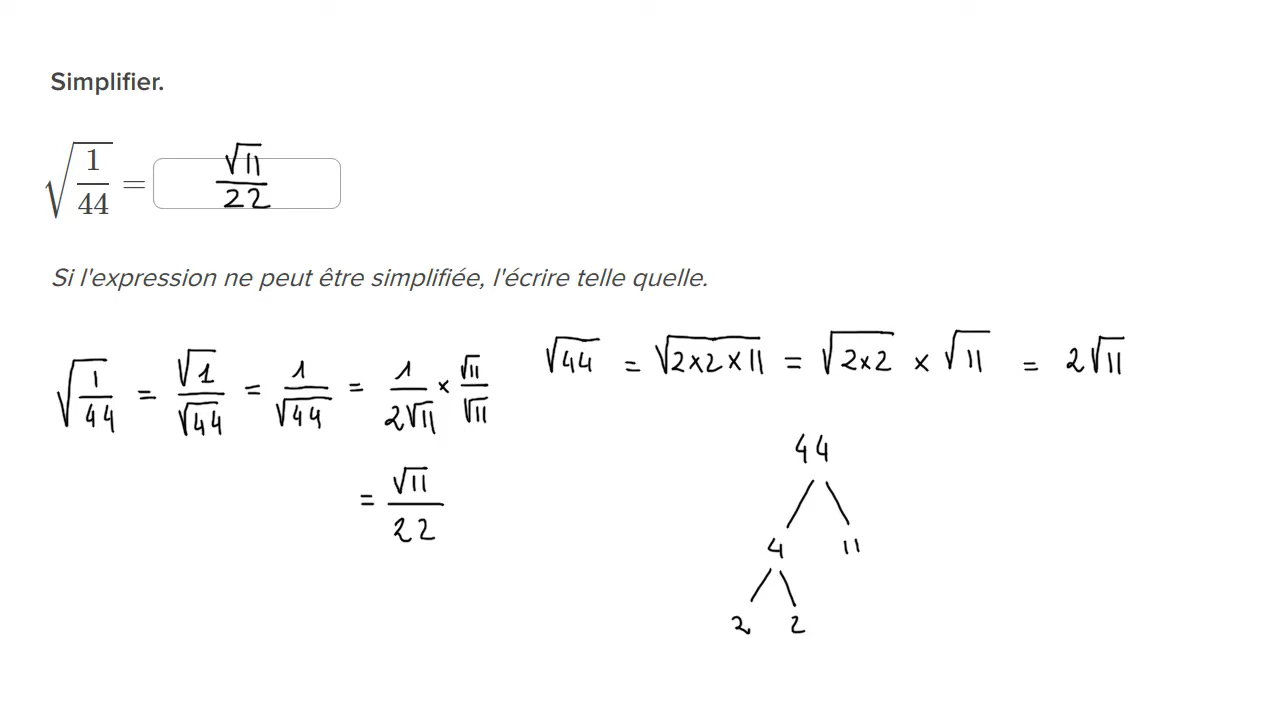 Simplifier.
√(1/44) = √11/22
Si l'expression ne peut être simplifiée, l'écrire telle quelle.
√(1/44) = √1/√44 = 1/√44 = 1/(2√11) × √11/√11
= √11/22
√44 = √(2×2×11) = √(2×2) × √11 = 2√11
44
4 11
2 2